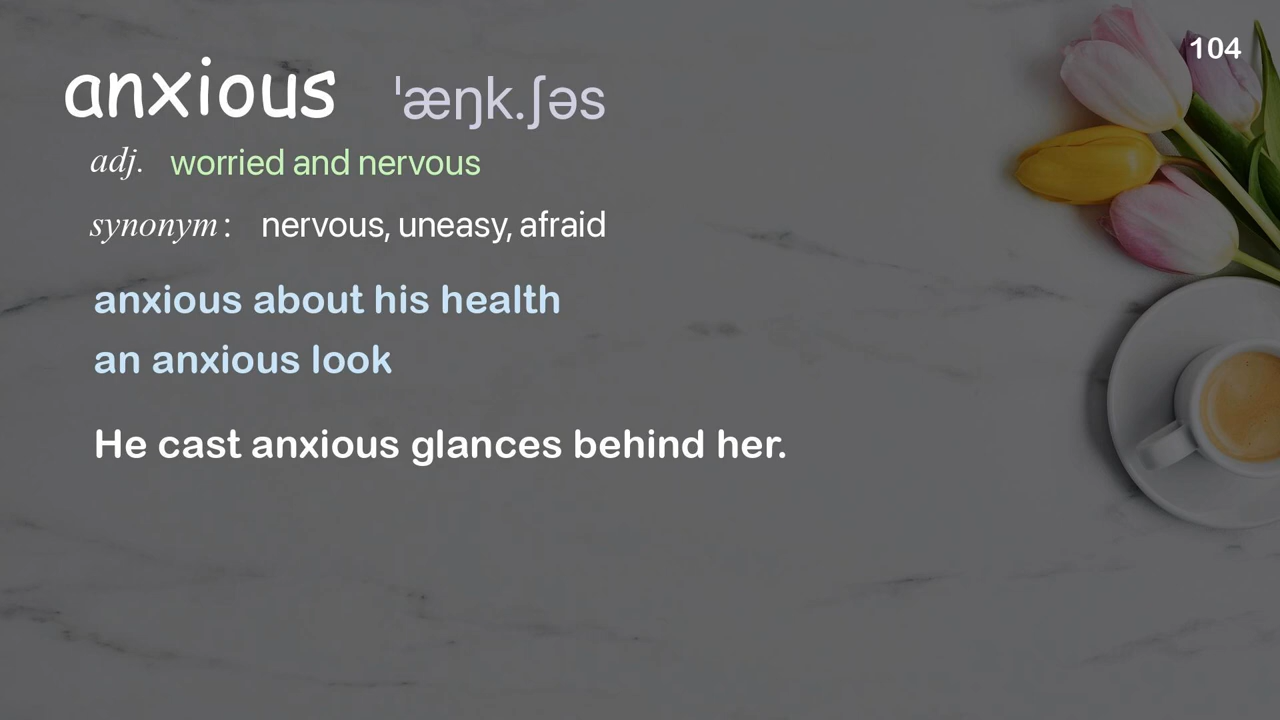 104
anxious ˈæŋk.ʃəs
adj. worried and nervous
synonym: nervous, uneasy, afraid
anxious about his health
an anxious look
He cast anxious glances behind her.